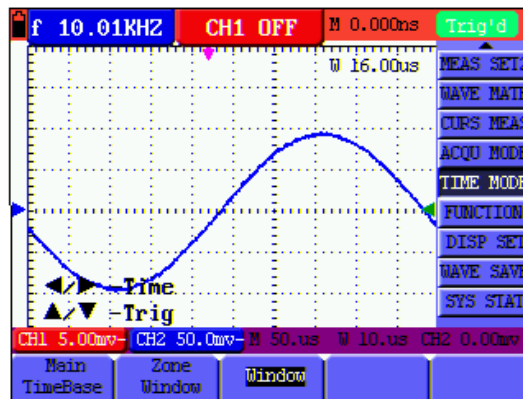 f 10.01KHZ CH1 OFF M 0.000ns Trig'd
W 16.00us
MEAS SET
WAVE MATH
CURS MEAS
ACQU MODE
TIME MODE
FUNCTION
DISP SET
WAVE SAVE
SYS STAT
◀/▶ -Time
▲/▼ -Trig
CH1 5.00mv- CH2 50.0mv- M 50.us W 10.us CH2 0.00mv
Main TimeBase
Zone Window
Window